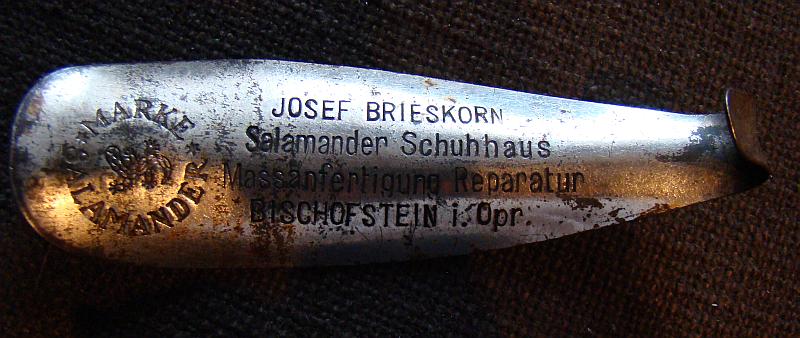 MARKE
SALAMANDER
JOSEF BRIESKORN
Salamander Schuhhaus
Massanfertigung Reparatur
BISCHOFSTEIN i. Opr.